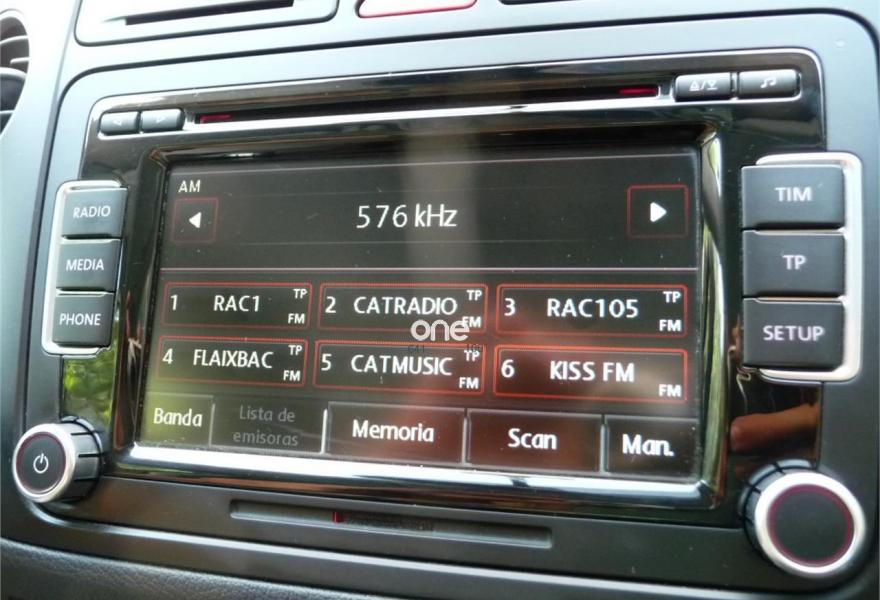 AM
576 kHz
RADIO
MEDIA
PHONE
TIM
TP
SETUP
1 RAC1 TP FM
2 CATRADIO TP FM
3 RAC105 TP FM
4 FLAIXBAC TP FM
5 CATMUSIC TP FM
6 KISS FM FM
one
Banda
Lista de
emisoras
Memoria
Scan
Man.